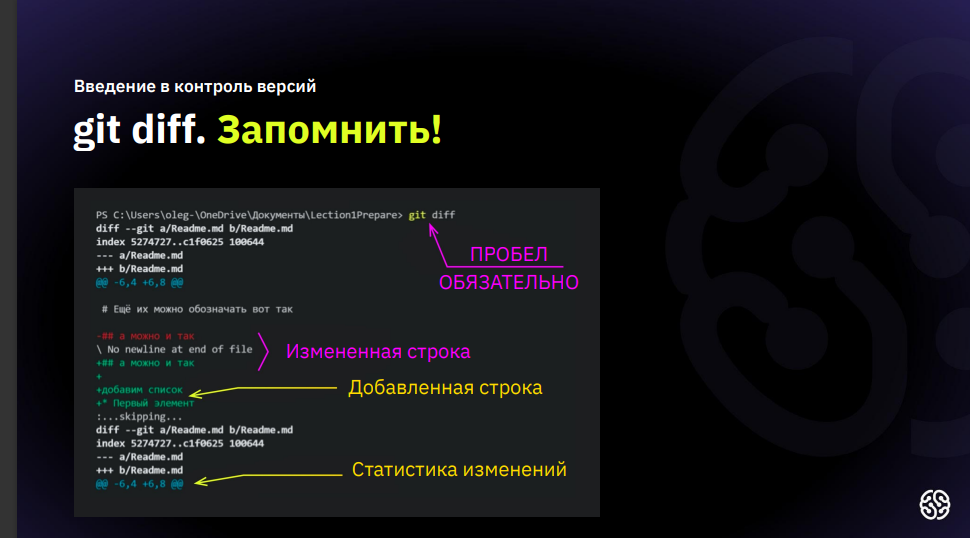 Введение в контроль версий
git diff. Запомнить!
PS C:\Users\oleg-\OneDrive\Документы\Lection1Prepare> git diff
diff --git a/Readme.md b/Readme.md
index 5274727..c1f0625 100644
--- a/Readme.md
+++ b/Readme.md
@@ -6,4 +6,8 @@
ПРОБЕЛ
ОБЯЗАТЕЛЬНО
# Ещё их можно обозначать вот так
-## а можно и так
\ No newline at end of file
+## а можно и так
Измененная строка
+
+добавим список
+* Первый элемент
Добавленная строка
:...skipping...
diff --git a/Readme.md b/Readme.md
index 5274727..c1f0625 100644
--- a/Readme.md
+++ b/Readme.md
@@ -6,4 +6,8 @@
Статистика изменений